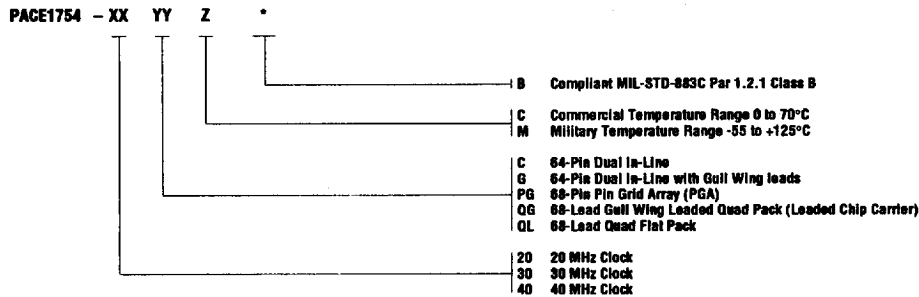 PACE1754 – XX YY Z *
B Compliant MIL-STD-883C Par 1.2.1 Class B
C Commercial Temperature Range 0 to 70°C
M Military Temperature Range -55 to +125°C
C 64-Pin Dual In-Line
G 64-Pin Dual In-Line with Gull Wing leads
PG 68-Pin Pin Grid Array (PGA)
QG 68-Lead Gull Wing Leaded Quad Pack (Leaded Chip Carrier)
QL 68-Lead Quad Flat Pack
20 20 MHz Clock
30 30 MHz Clock
40 40 MHz Clock